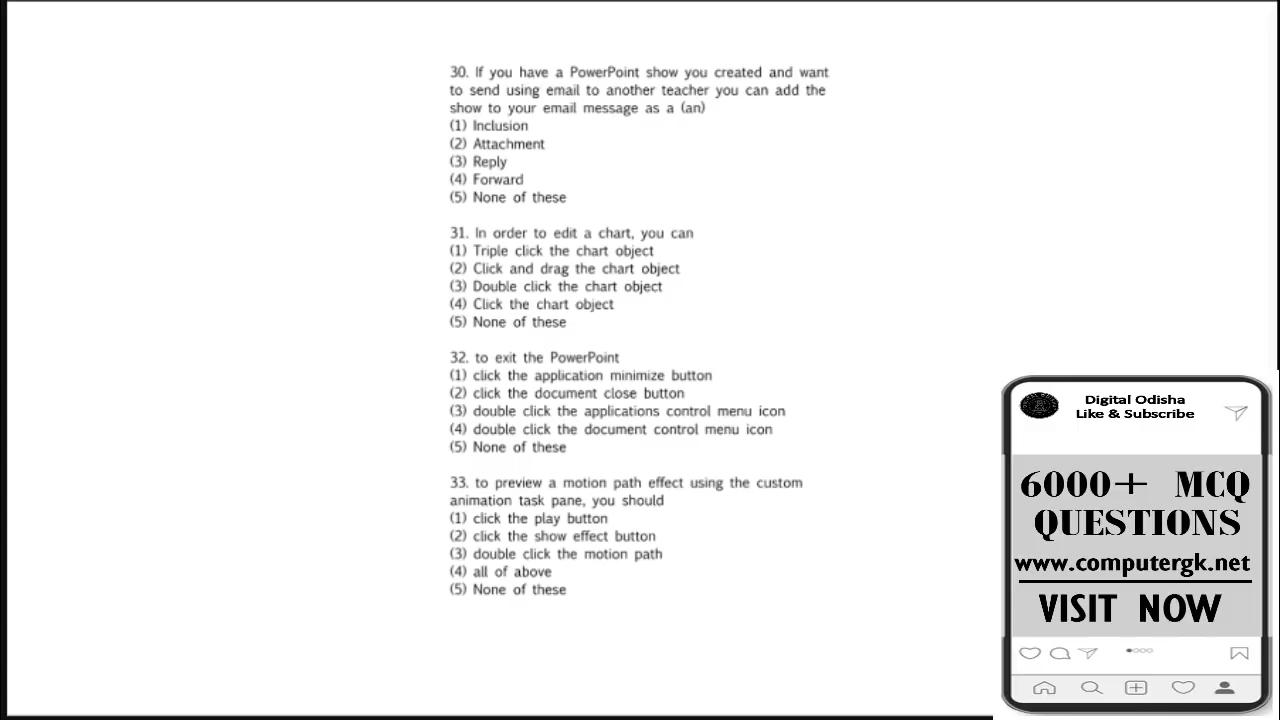 30. If you have a PowerPoint show you created and want
to send using email to another teacher you can add the
show to your email message as a (an)
(1) Inclusion
(2) Attachment
(3) Reply
(4) Forward
(5) None of these
31. In order to edit a chart, you can
(1) Triple click the chart object
(2) Click and drag the chart object
(3) Double click the chart object
(4) Click the chart object
(5) None of these
32. to exit the PowerPoint
(1) click the application minimize button
(2) click the document close button
(3) double click the applications control menu icon
(4) double click the document control menu icon
(5) None of these
33. to preview a motion path effect using the custom
animation task pane, you should
(1) click the play button
(2) click the show effect button
(3) double click the motion path
(4) all of above
(5) None of these
Digital Odisha
Like & Subscribe
6000+ MCQ
QUESTIONS
www.computergk.net
VISIT NOW